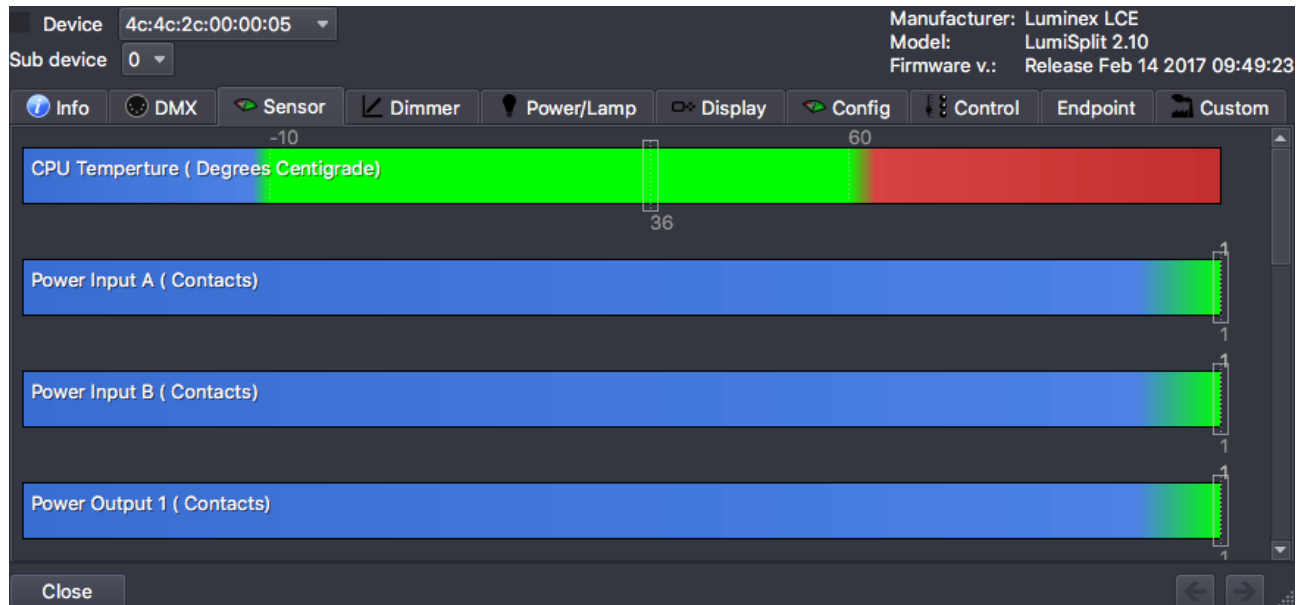 Device 4c:4c:2c:00:00:05
Sub device 0
Manufacturer: Luminex LCE
Model: LumiSplit 2.10
Firmware v.: Release Feb 14 2017 09:49:23
Info DMX Sensor Dimmer Power/Lamp Display Config Control Endpoint Custom
-10 60
CPU Temperture ( Degrees Centigrade)
36
1
Power Input A ( Contacts)
1
1
Power Input B ( Contacts)
1
1
Power Output 1 ( Contacts)
1
Close